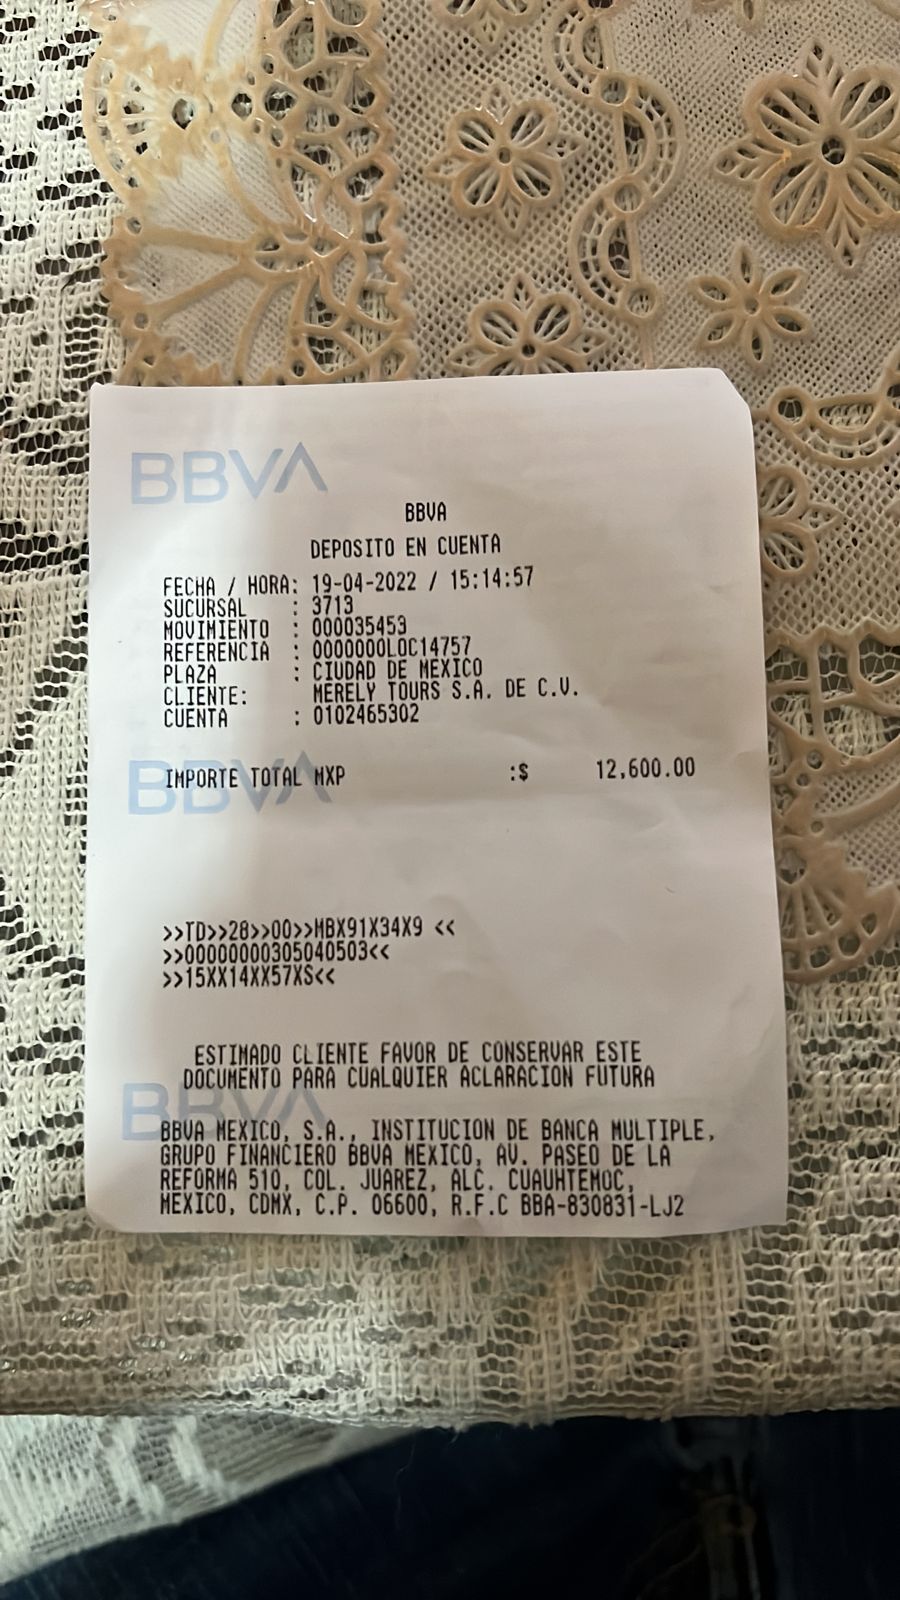 BBVA
BBVA
DEPOSITO EN CUENTA
FECHA / HORA: 19-04-2022 / 15:14:57
SUCURSAL : 3713
MOVIMIENTO : 000035453
REFERENCIA : 0000000LOC14757
PLAZA : CIUDAD DE MEXICO
CLIENTE: MERELY TOURS S.A. DE C.V.
CUENTA : 0102465302
BBVA
IMPORTE TOTAL MXP :$ 12,600.00
>>TD>>28>>00>>MBX91X34X9 <<
>>00000000305040503<<
>>15XX14XX57XS<<
ESTIMADO CLIENTE FAVOR DE CONSERVAR ESTE
DOCUMENTO PARA CUALQUIER ACLARACION FUTURA
BBVA
BBVA MEXICO, S.A., INSTITUCION DE BANCA MULTIPLE,
GRUPO FINANCIERO BBVA MEXICO, AV. PASEO DE LA
REFORMA 510, COL. JUAREZ, ALC. CUAUHTEMOC,
MEXICO, CDMX, C.P. 06600, R.F.C BBA-830831-LJ2